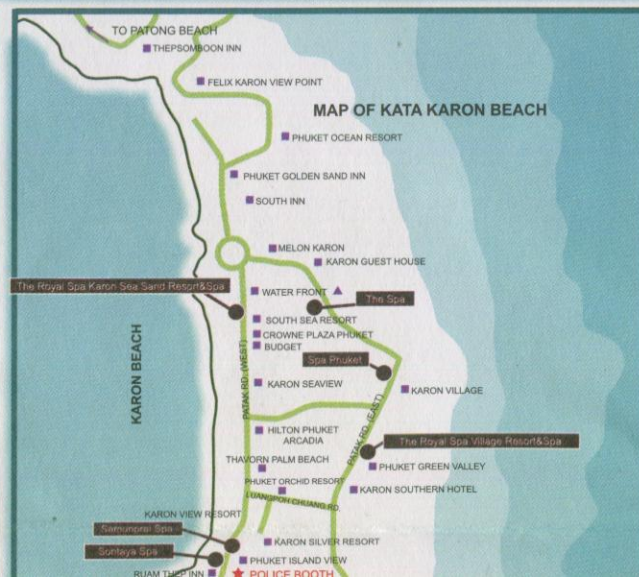 TO PATONG BEACH
THEPSOMBOON INN
FELIX KARON VIEW POINT
MAP OF KATA KARON BEACH
PHUKET OCEAN RESORT
PHUKET GOLDEN SAND INN
SOUTH INN
MELON KARON
KARON GUEST HOUSE
The Royal Spa Karon Sea Sand Resort&Spa
WATER FRONT
The Spa
SOUTH SEA RESORT
CROWNE PLAZA PHUKET
BUDGET
KARON BEACH
PATAK RD. (WEST)
Spa Phuket
KARON SEAVIEW
KARON VILLAGE
PATAK RD. (EAST)
HILTON PHUKET
ARCADIA
The Royal Spa Village Resort&Spa
THAVORN PALM BEACH
PHUKET GREEN VALLEY
PHUKET ORCHID RESORT
KARON SOUTHERN HOTEL
LUANGPOH CHUANG RD.
KARON VIEW RESORT
Samunprai Spa
KARON SILVER RESORT
Sohtaya Spa
PHUKET ISLAND VIEW
RUAM THEP INN
POLICE BOOTH